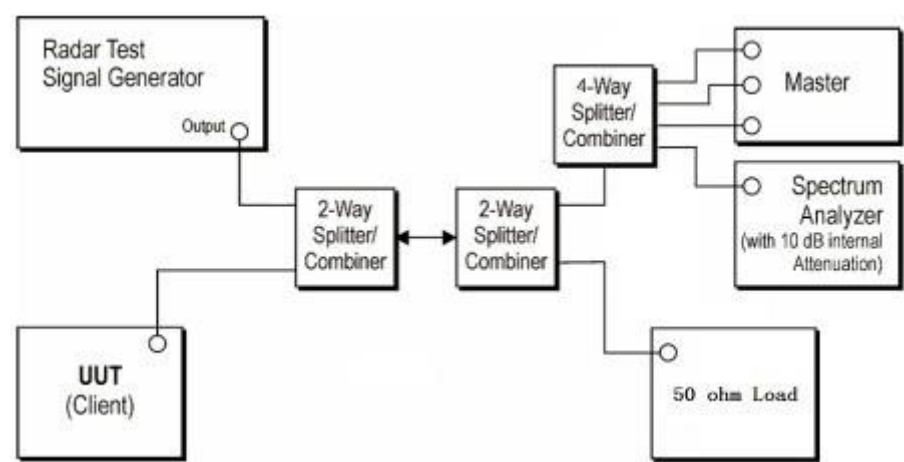 Radar Test
Signal Generator
Output
2-Way
Splitter/
Combiner
2-Way
Splitter/
Combiner
4-Way
Splitter/
Combiner
Master
Spectrum
Analyzer
(with 10 dB internal
Attenuation)
UUT
(Client)
50 ohm Load